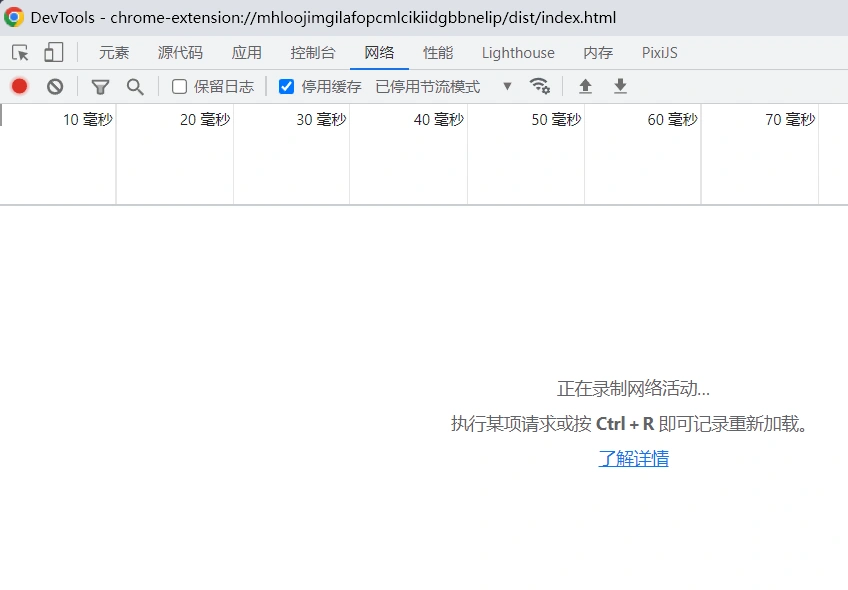 DevTools - chrome-extension://mhloojimgilafopcmlcikiidgbbnelip/dist/index.html
元素 源代码 应用 控制台 网络 性能 Lighthouse 内存 PixiJS
保留日志 停用缓存 已停用节流模式
10 毫秒 20 毫秒 30 毫秒 40 毫秒 50 毫秒 60 毫秒 70 毫秒
正在录制网络活动...
执行某项请求或按 Ctrl + R 即可记录重新加载。
了解详情